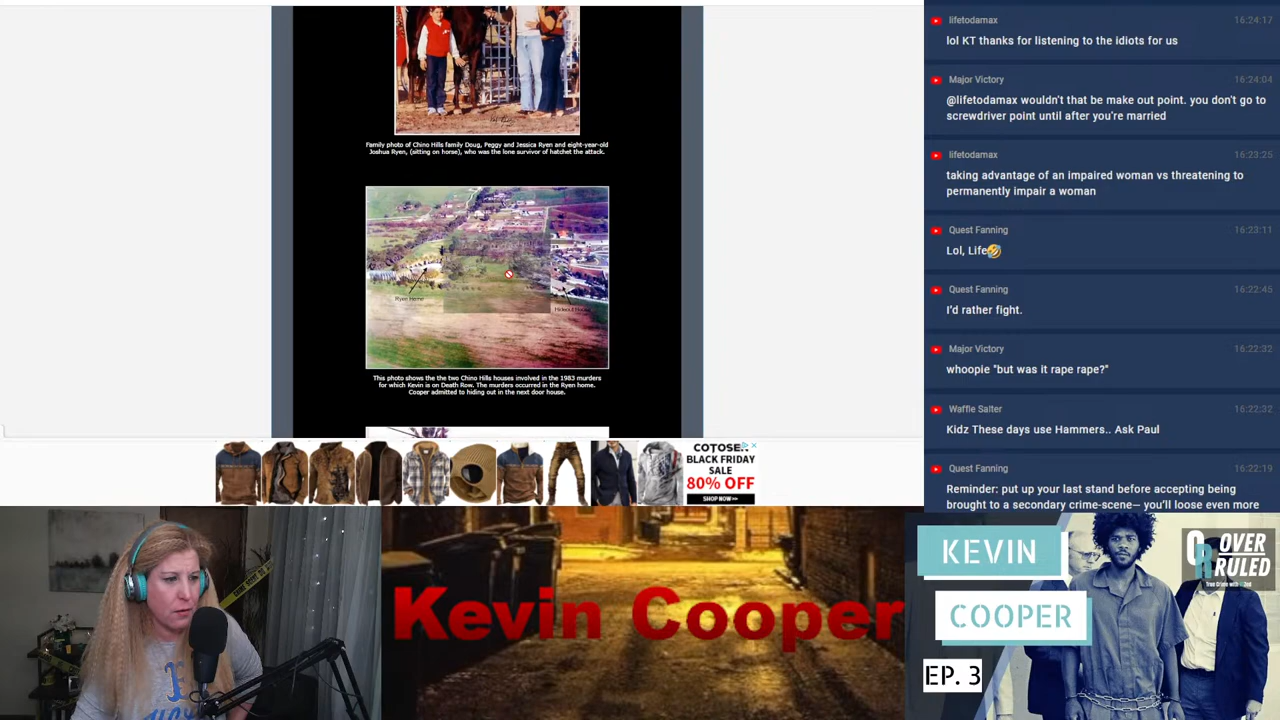 Family photo of Chino Hills family Doug, Peggy and Jessica Ryen and eight-year-old
Joshua Ryen, (sitting on horse), who was the lone survivor of hatchet the attack.
Ryen Home
This photo shows the the two Chino Hills houses involved in the 1983 murders
for which Kevin is on Death Row. The murders occurred in the Ryen home.
Cooper admitted to hiding out in the next door house.
COTOSEN
BLACK FRIDAY
SALE
80% OFF
SHOP NOW >>
lifetodamax 16:24:17
lol KT thanks for listening to the idiots for us
Major Victory 16:24:04
@lifetodamax wouldn't that be make out point. you don't go to
screwdriver point until after you're married
lifetodamax 16:23:25
taking advantage of an impaired woman vs threatening to
permanently impair a woman
Quest Fanning 16:23:11
Lol, Life🤣
Quest Fanning 16:22:45
I'd rather fight.
Major Victory 16:22:32
whoopie "but was it rape rape?"
Waffle Salter 16:22:32
Kidz These days use Hammers.. Ask Paul
Quest Fanning 16:22:19
Reminder: put up your last stand before accepting being
brought to a secondary crime-scene— you'll loose even more
Kevin Cooper
KEVIN
COOPER
EP. 3
OR OVER
RULED